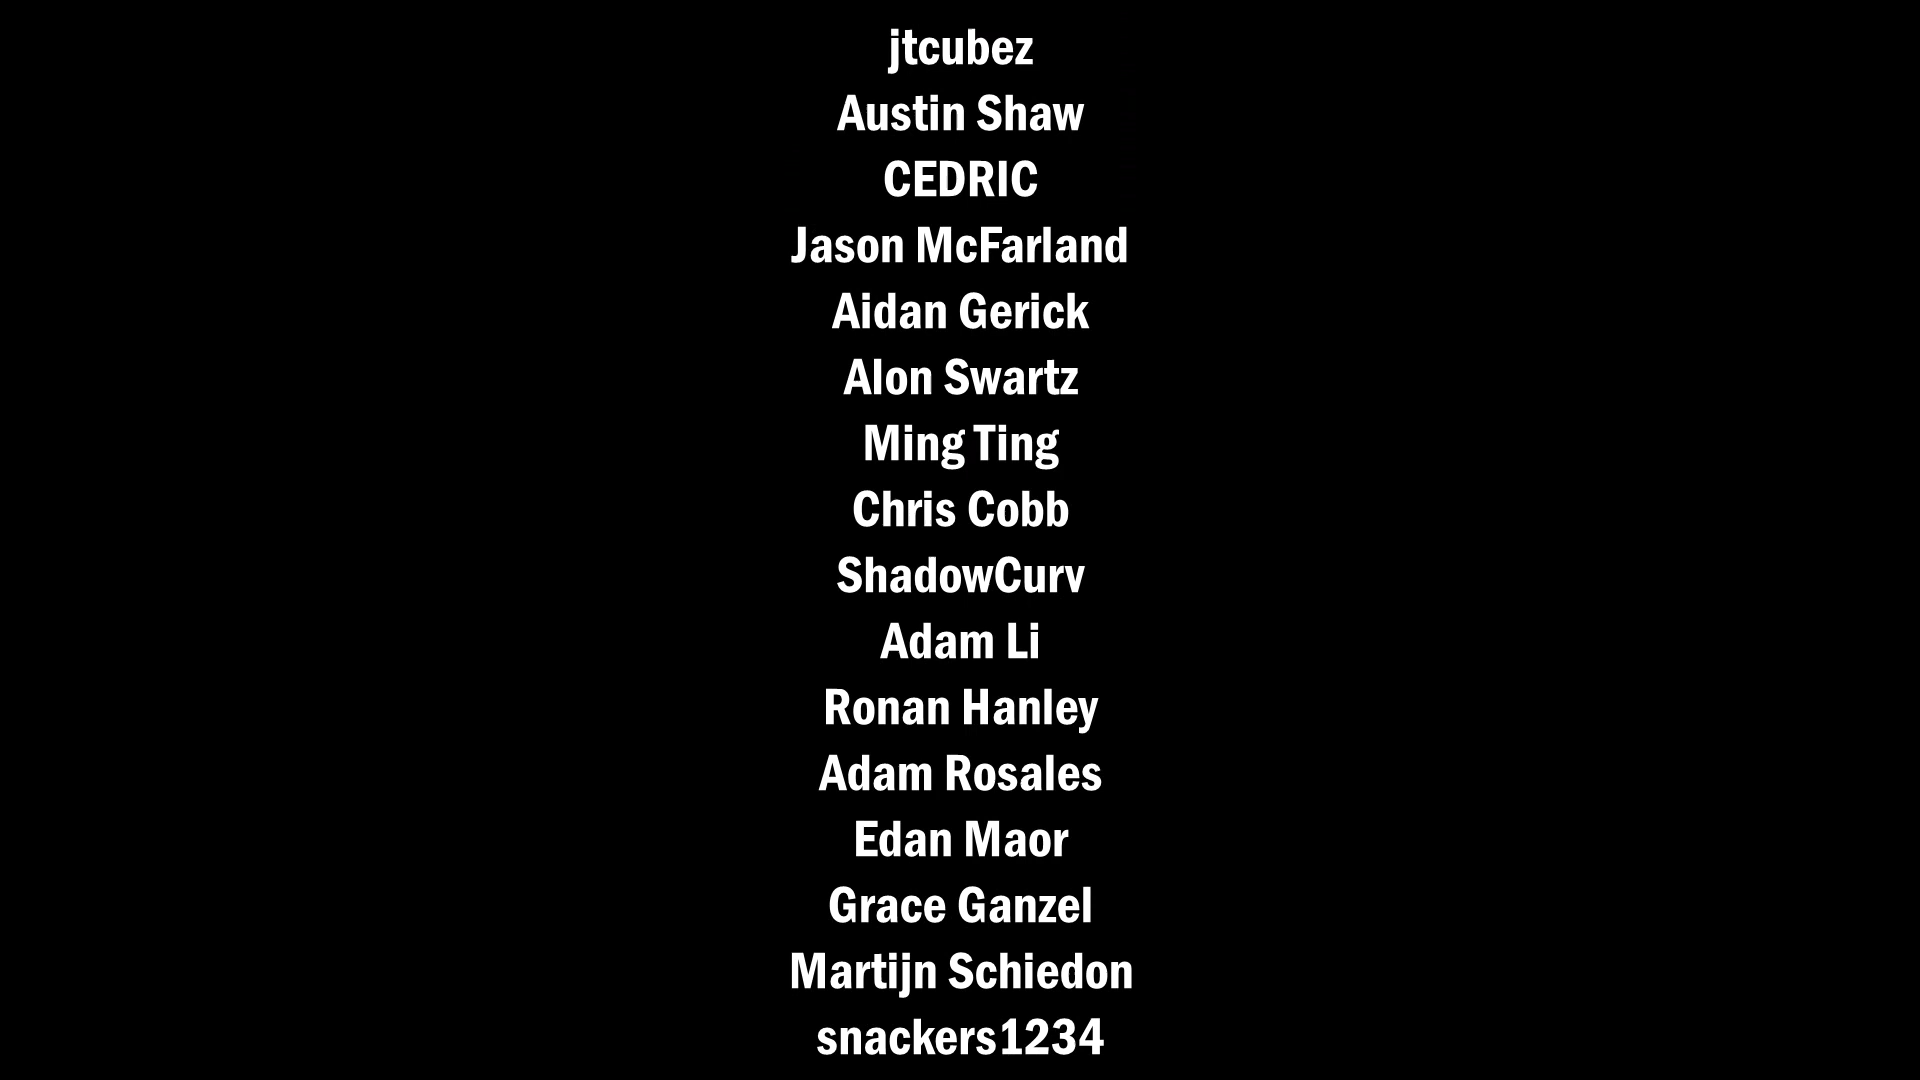 jtcubez
Austin Shaw
CEDRIC
Jason McFarland
Aidan Gerick
Alon Swartz
Ming Ting
Chris Cobb
ShadowCurv
Adam Li
Ronan Hanley
Adam Rosales
Edan Maor
Grace Ganzel
Martijn Schiedon
snackers1234